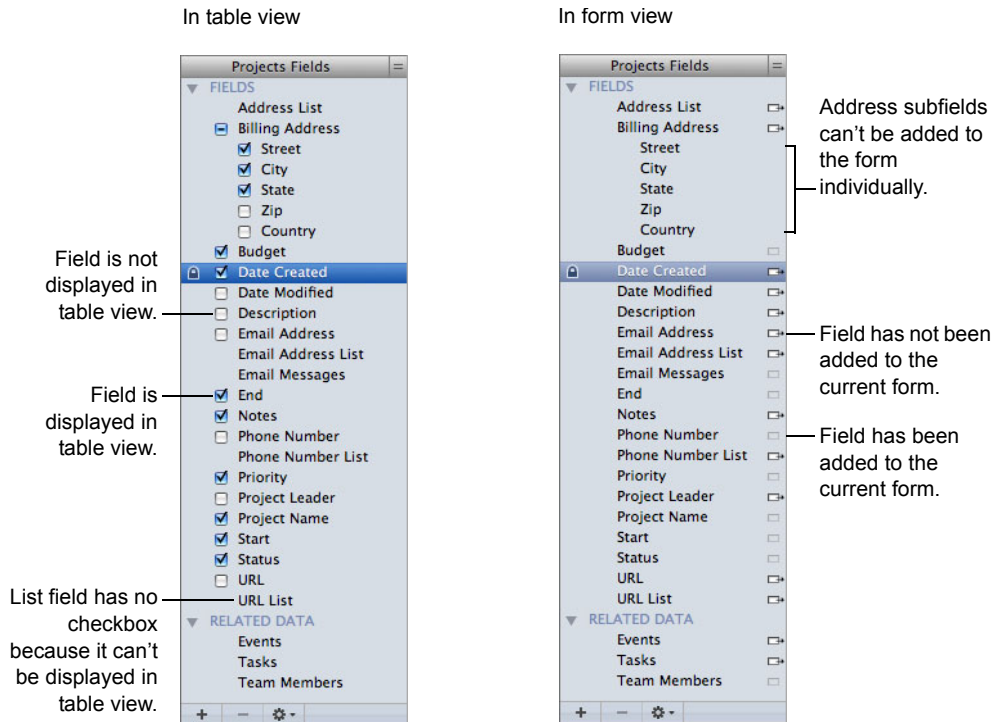 In table view
Projects Fields
FIELDS
Address List
Billing Address
Street
City
State
Zip
Country
Budget
Date Created
Date Modified
Description
Email Address
Email Address List
Email Messages
End
Notes
Phone Number
Phone Number List
Priority
Project Leader
Project Name
Start
Status
URL
URL List
RELATED DATA
Events
Tasks
Team Members
Field is not
displayed in
table view.
Field is
displayed in
table view.
List field has no
checkbox
because it can't
be displayed in
table view.
In form view
Projects Fields
FIELDS
Address List
Billing Address
Street
City
State
Zip
Country
Budget
Date Created
Date Modified
Description
Email Address
Email Address List
Email Messages
End
Notes
Phone Number
Phone Number List
Priority
Project Leader
Project Name
Start
Status
URL
URL List
RELATED DATA
Events
Tasks
Team Members
Address subfields
can't be added to
the form
individually.
Field has not been
added to the
current form.
Field has been
added to the
current form.